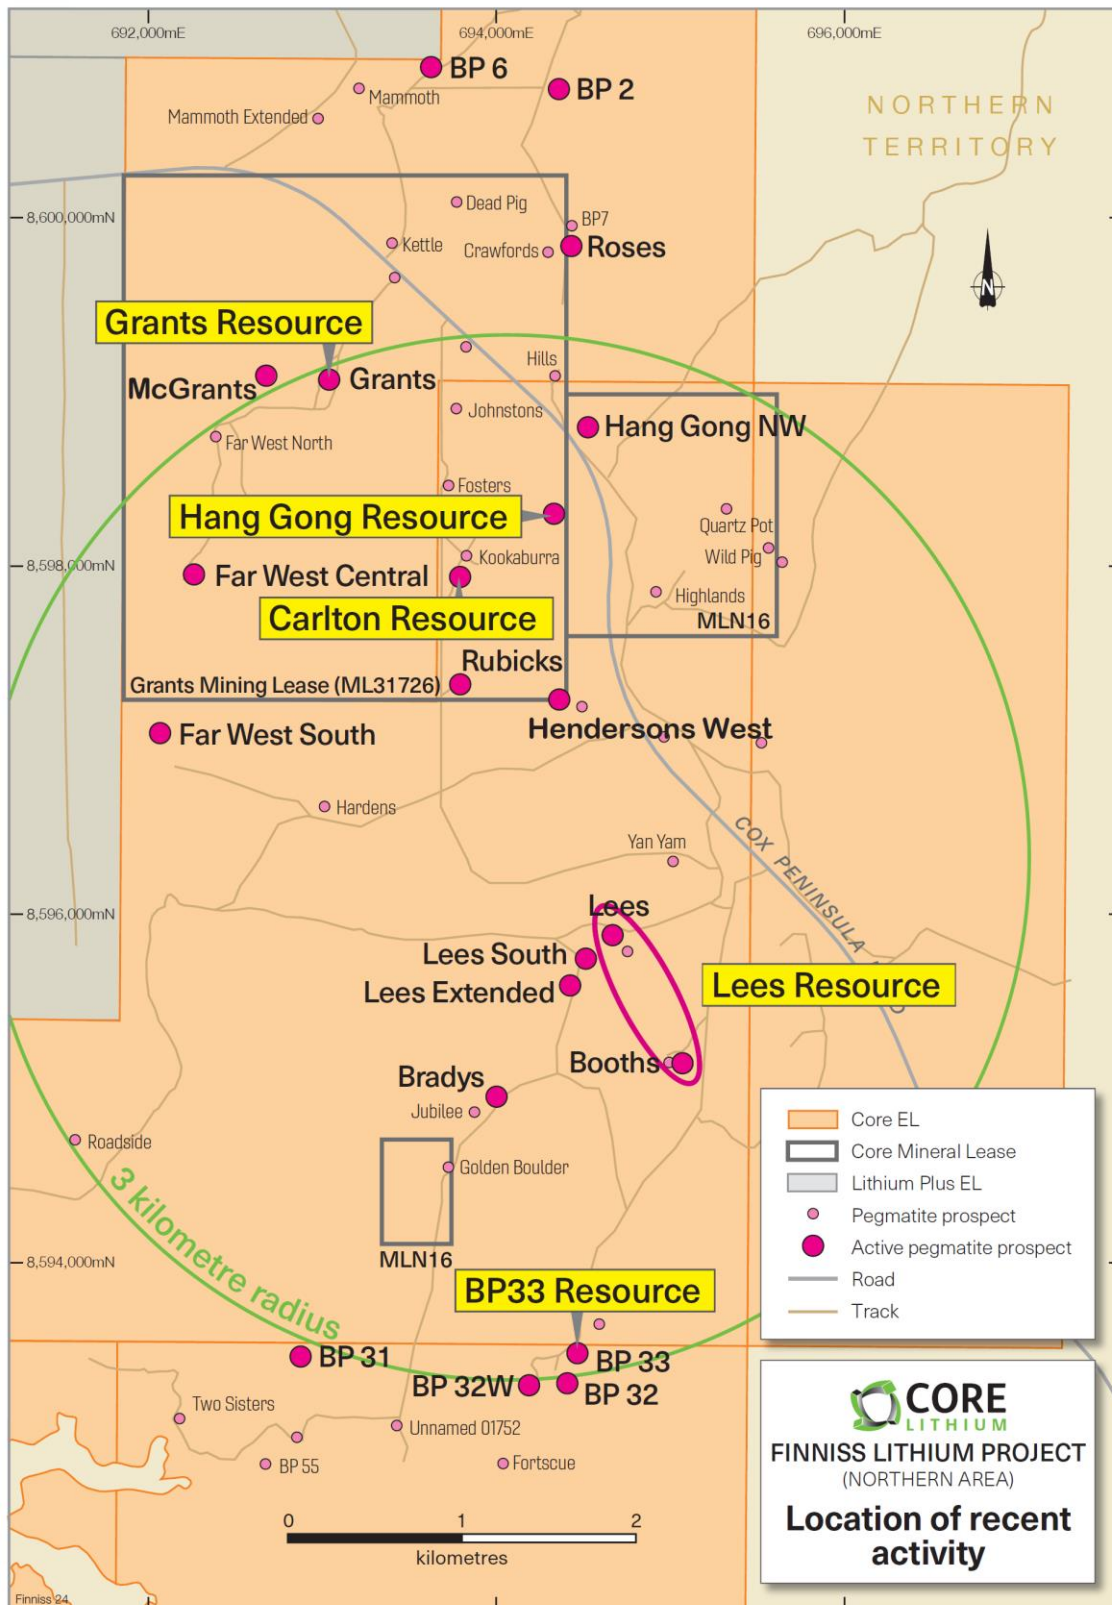 692,000mE
694,000mE
696,000mE
BP 6
BP 2
Mammoth
Mammoth Extended
NORTHERN
TERRITORY
Dead Pig
8,600,000mN
BP7
Kettle
Crawfords
Roses
N
Grants Resource
Hills
McGrants
Grants
Johnstons
Hang Gong NW
Far West North
Fosters
Hang Gong Resource
Quartz Pot
Kookaburra
Wild Pig
8,598,000mN
Far West Central
Highlands
Carlton Resource
MLN16
Rubicks
Grants Mining Lease (ML31726)
Hendersons West
Far West South
Hardens
Yan Yam
COX PENINSULA
Lees
8,596,000mN
Lees South
Lees Extended
Lees Resource
Booths
Bradys
Jubilee
Roadside
Golden Boulder
3 kilometre radius
MLN16
8,594,000mN
BP33 Resource
BP 31
BP 33
BP 32W
BP 32
Two Sisters
Unnamed 01752
BP 55
Fortscue
0 1 2
kilometres
Finniss 24
Core EL
Core Mineral Lease
Lithium Plus EL
Pegmatite prospect
Active pegmatite prospect
Road
Track
CORE
LITHIUM
FINNISS LITHIUM PROJECT
(NORTHERN AREA)
Location of recent
activity